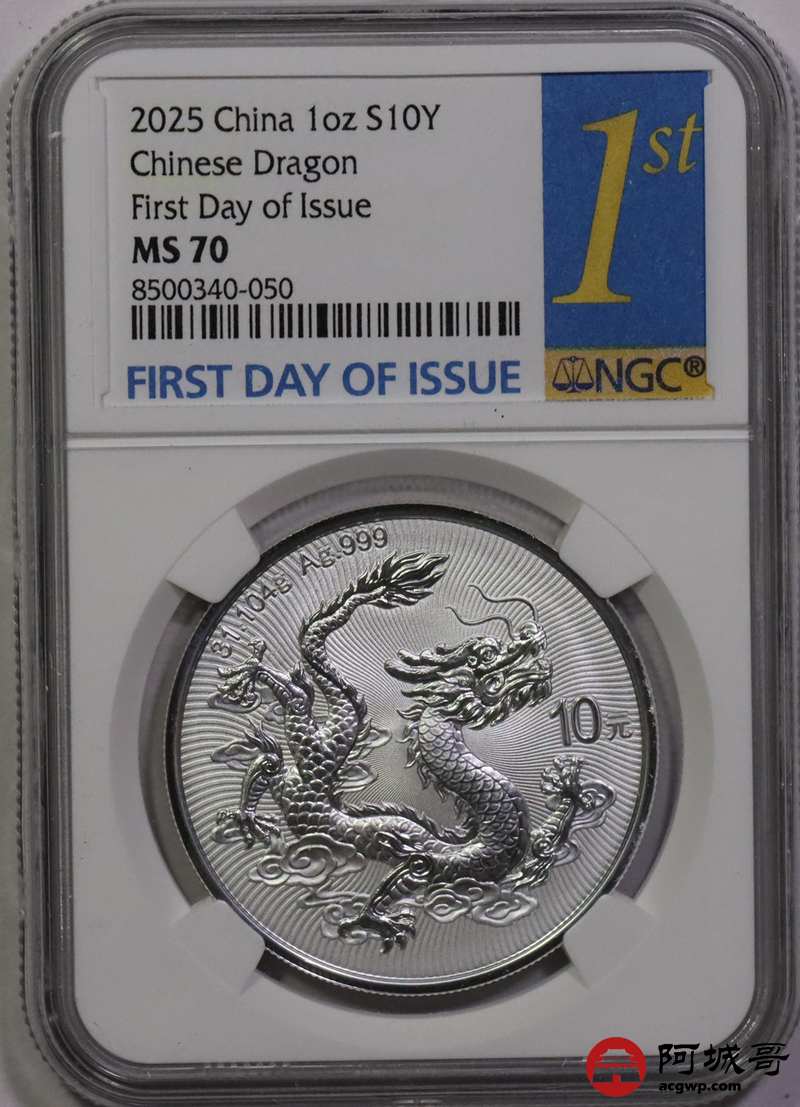 2025 China 1oz S10Y
Chinese Dragon
First Day of Issue
MS 70
8500340-050
FIRST DAY OF ISSUE
1st
NGC®
31.104g Ag.999
10元
阿城哥
acgwp.com